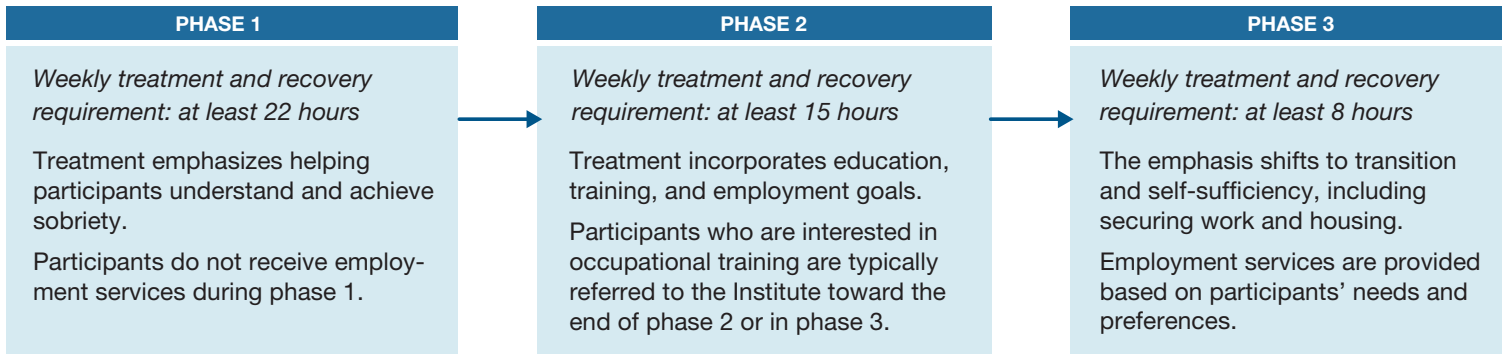 PHASE 1
Weekly treatment and recovery
requirement: at least 22 hours
Treatment emphasizes helping
participants understand and achieve
sobriety.
Participants do not receive employ-
ment services during phase 1.
PHASE 2
Weekly treatment and recovery
requirement: at least 15 hours
Treatment incorporates education,
training, and employment goals.
Participants who are interested in
occupational training are typically
referred to the Institute toward the
end of phase 2 or in phase 3.
PHASE 3
Weekly treatment and recovery
requirement: at least 8 hours
The emphasis shifts to transition
and self-sufficiency, including
securing work and housing.
Employment services are provided
based on participants’ needs and
preferences.